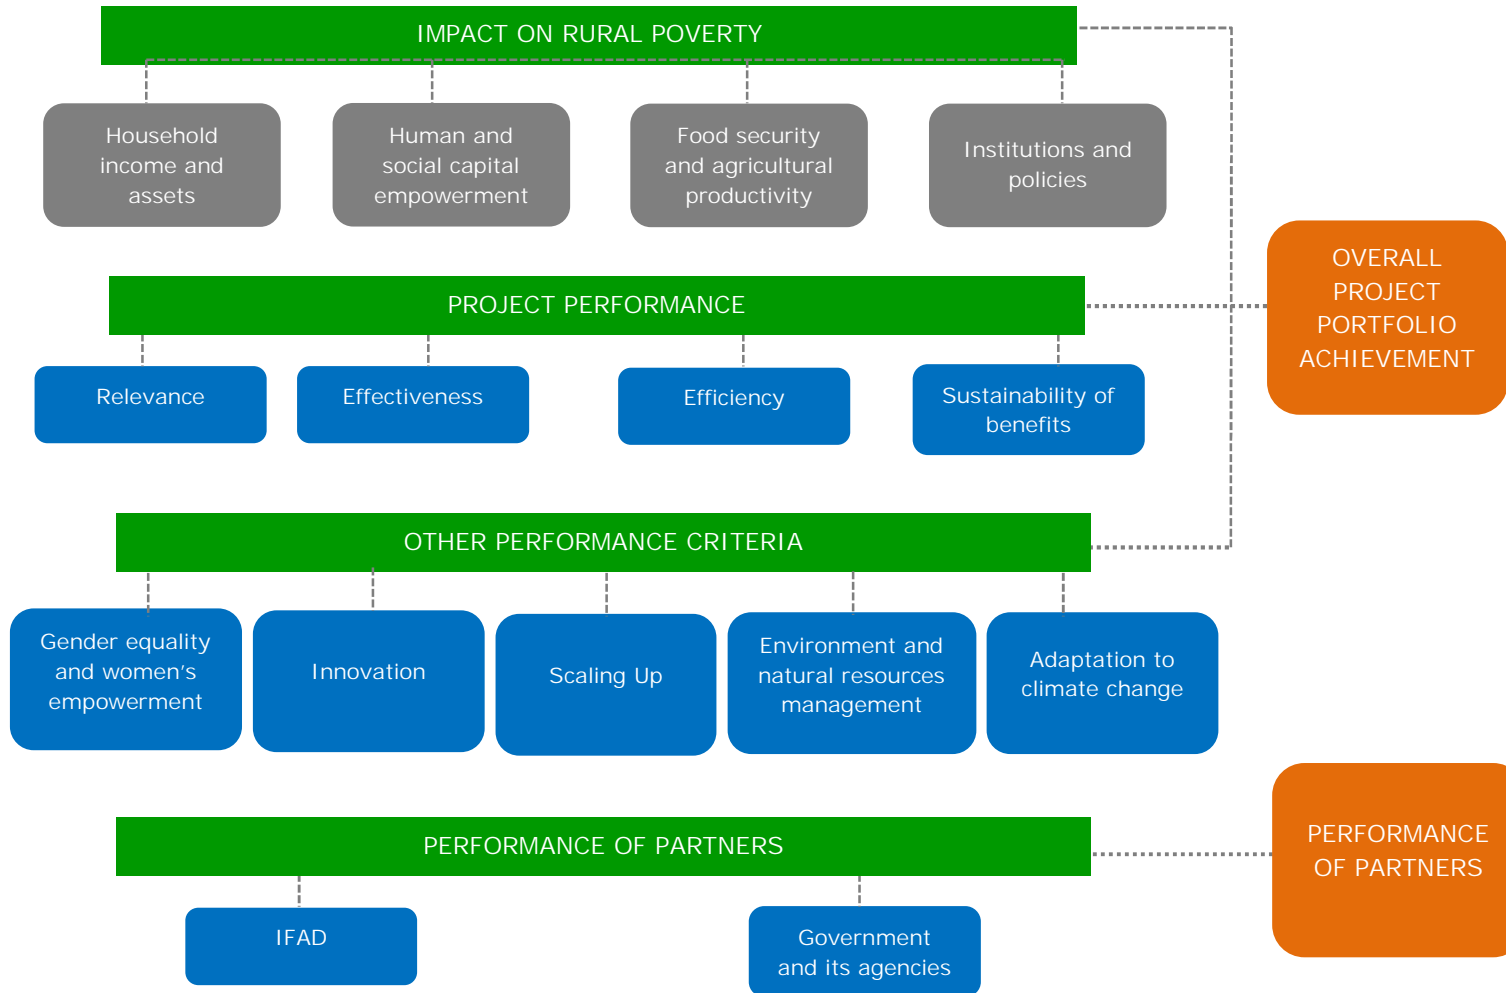 IMPACT ON RURAL POVERTY
Household
income and
assets
Human and
social capital
empowerment
Food security
and agricultural
productivity
Institutions and
policies
OVERALL
PROJECT
PORTFOLIO
ACHIEVEMENT
PROJECT PERFORMANCE
Relevance
Effectiveness
Efficiency
Sustainability of
benefits
OTHER PERFORMANCE CRITERIA
Gender equality
and women's
empowerment
Innovation
Scaling Up
Environment and
natural resources
management
Adaptation to
climate change
PERFORMANCE OF PARTNERS
PERFORMANCE
OF PARTNERS
IFAD
Government
and its agencies